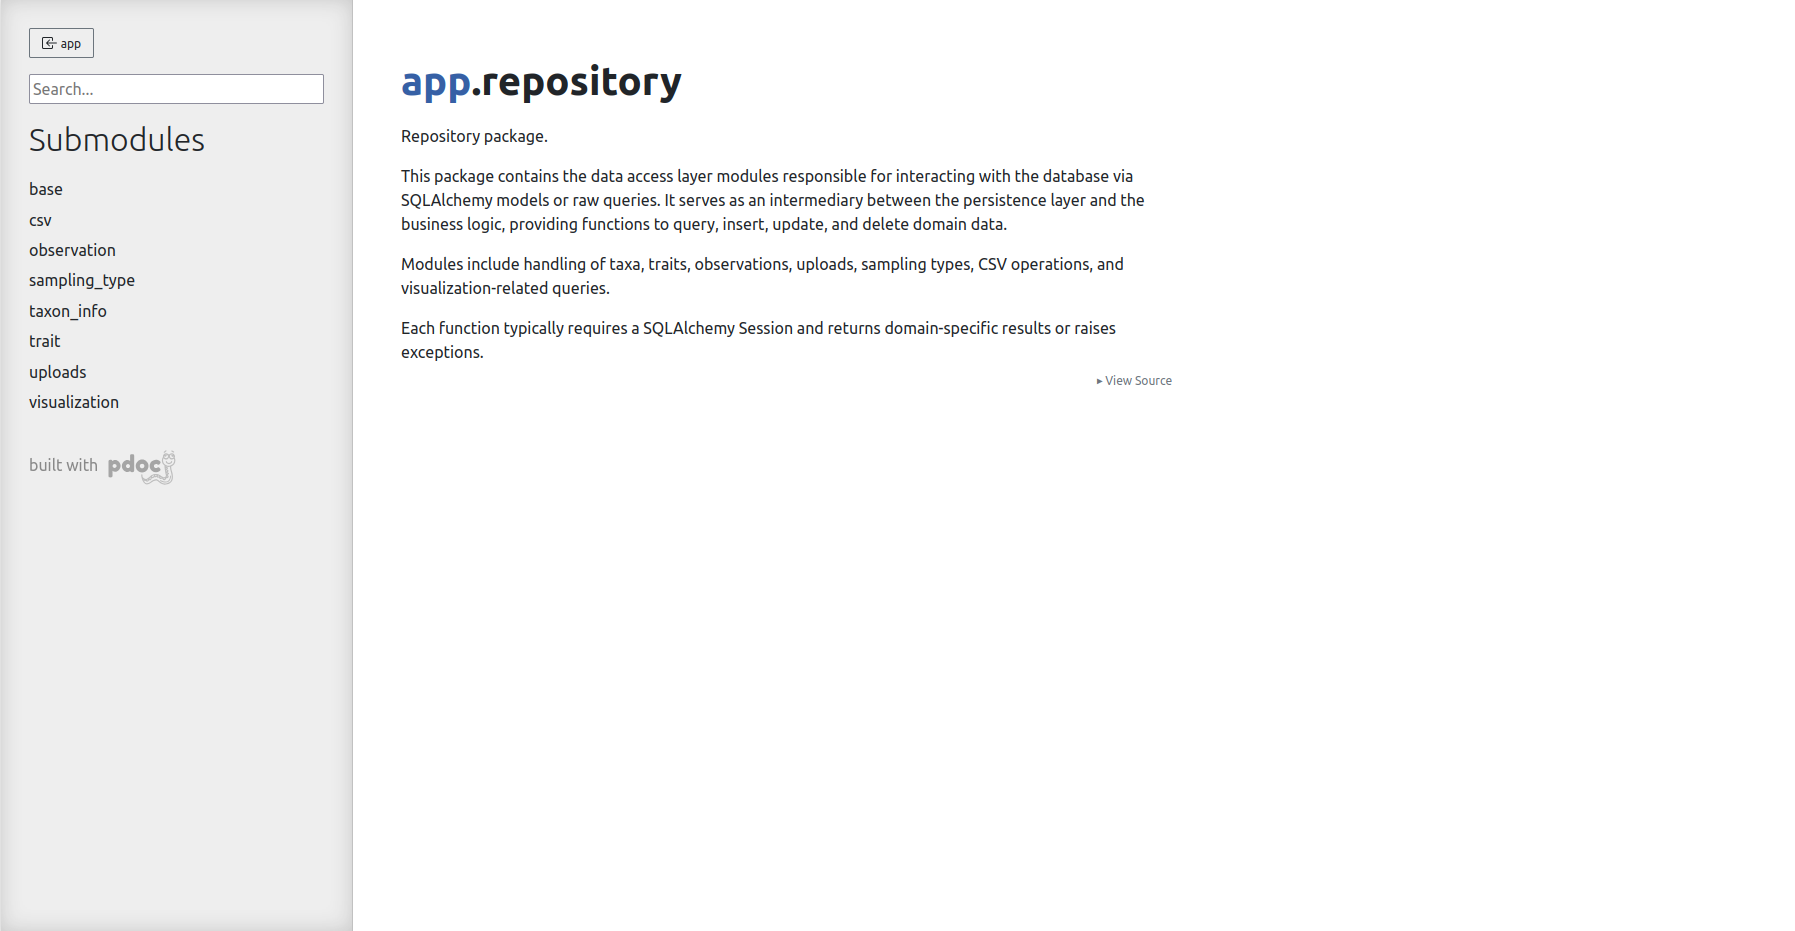 app
Search...
Submodules
base
csv
observation
sampling_type
taxon_info
trait
uploads
visualization
built with pdoc
app.repository
Repository package.
This package contains the data access layer modules responsible for interacting with the database via
SQLAlchemy models or raw queries. It serves as an intermediary between the persistence layer and the
business logic, providing functions to query, insert, update, and delete domain data.
Modules include handling of taxa, traits, observations, uploads, sampling types, CSV operations, and
visualization-related queries.
Each function typically requires a SQLAlchemy Session and returns domain-specific results or raises
exceptions.
▸ View Source